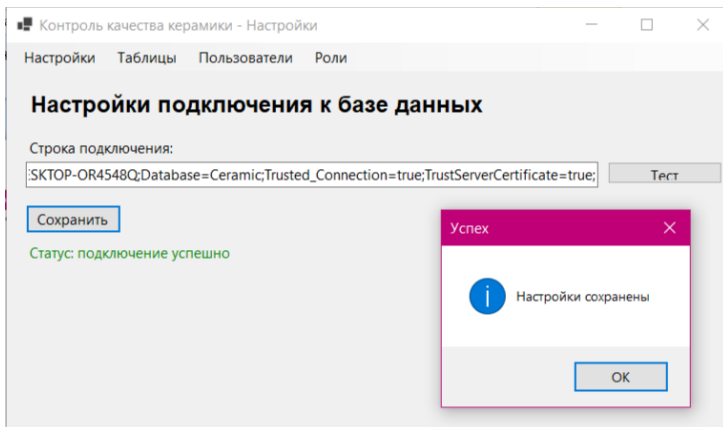 Контроль качества керамики - Настройки
Настройки Таблицы Пользователи Роли
Настройки подключения к базе данных
Строка подключения:
SKTOP-OR4548Q;Database=Ceramic;Trusted_Connection=true;TrustServerCertificate=true;
Тест
Сохранить
Статус: подключение успешно
Успех
Настройки сохранены
ОК